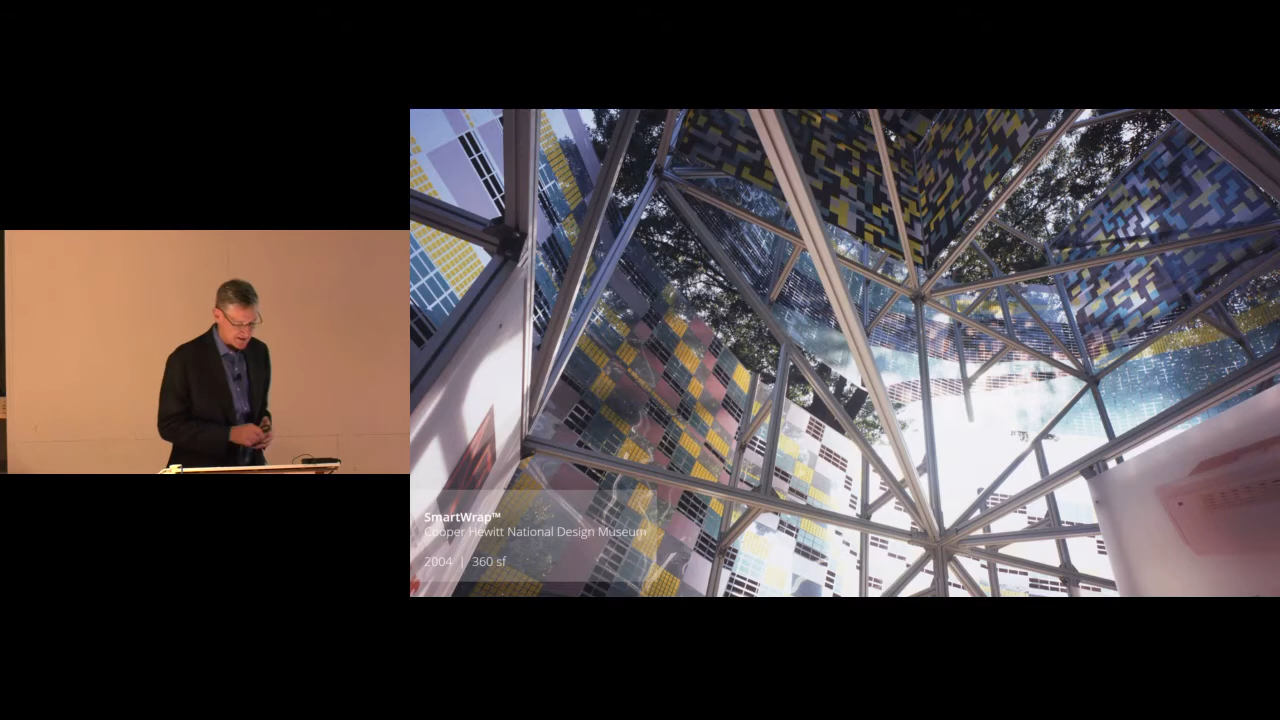 SmartWrap™
Cooper Hewitt National Design Museum
2004 | 360 sf